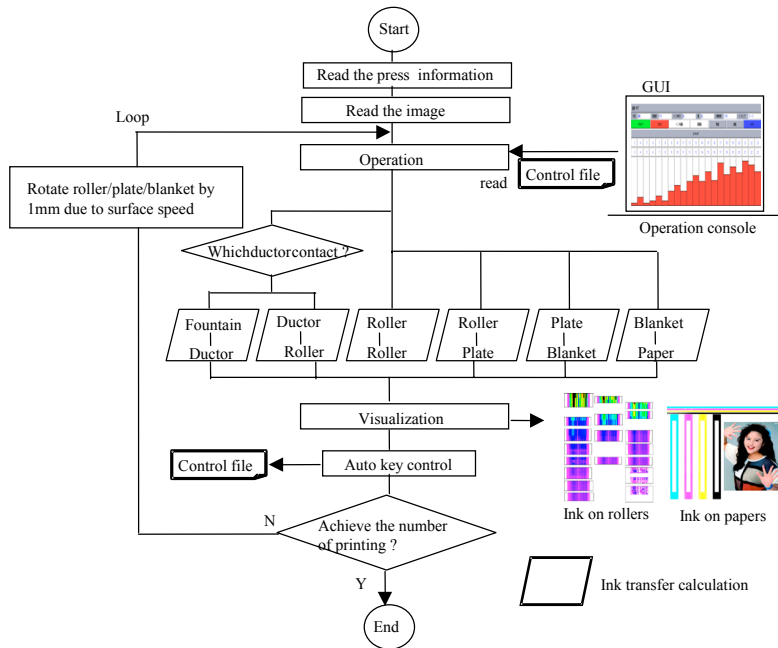 Start
Read the press information
Read the image
Loop
Operation
read
Control file
GUI
Operation console
Rotate roller/plate/blanket by
1mm due to surface speed
Whichductorcontact ?
Fountain
Ductor
Ductor
Roller
Roller
Roller
Roller
Plate
Plate
Blanket
Blanket
Paper
Visualization
Control file
Auto key control
Ink on rollers
Ink on papers
N
Achieve the number
of printing ?
Y
Ink transfer calculation
End